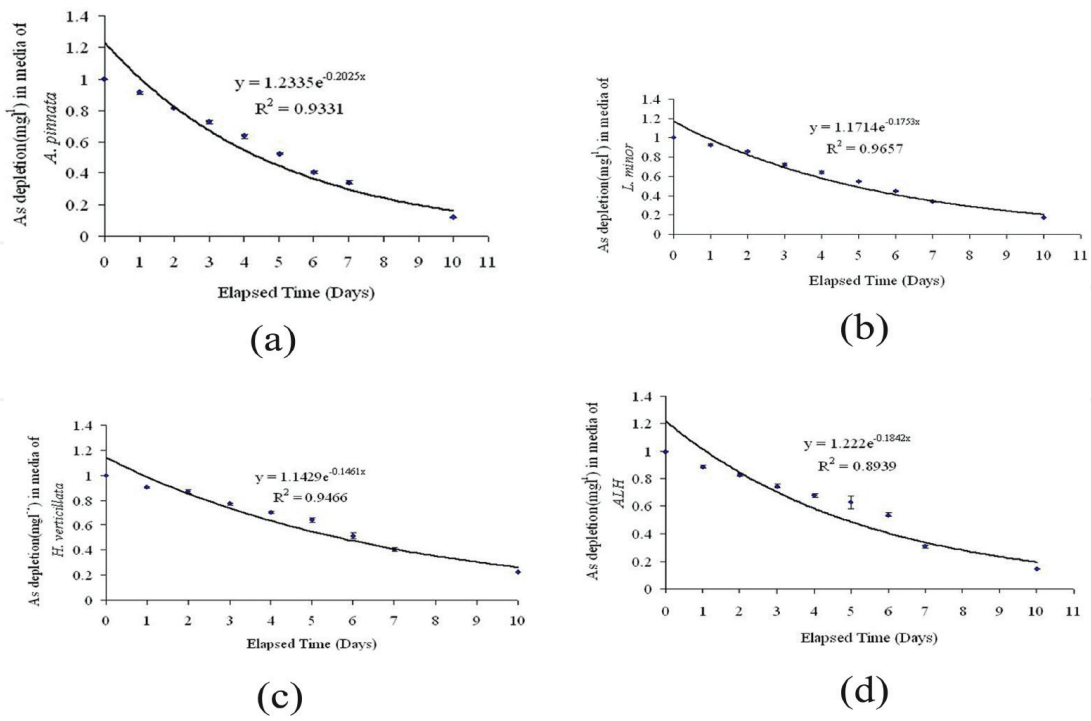 As depletion(mgl¹) in media of
A. pinnata
1.4
1.2
1
0.8
0.6
0.4
0.2
0
y = 1.2335e^-0.2025x
R² = 0.9331
0 1 2 3 4 5 6 7 8 9 10 11
Elapsed Time (Days)
(a)
As depletion(mgl¹) in media of
L. minor
1.4
1.2
1
0.8
0.6
0.4
0.2
0
y = 1.1714e^-0.1753x
R² = 0.9657
0 1 2 3 4 5 6 7 8 9 10 11
Elapsed Time (Days)
(b)
As depletion(mgl⁻) in media of
H. verticillata
1.4
1.2
1
0.8
0.6
0.4
0.2
0
y = 1.1429e^-0.1461x
R² = 0.9466
0 1 2 3 4 5 6 7 8 9 10
Elapsed Time (Days)
(c)
As depletion(mgl¹) in media of
ALH
1.4
1.2
1
0.8
0.6
0.4
0.2
0
y = 1.222e^-0.1842x
R² = 0.8939
0 1 2 3 4 5 6 7 8 9 10 11
Elapsed Time (Days)
(d)